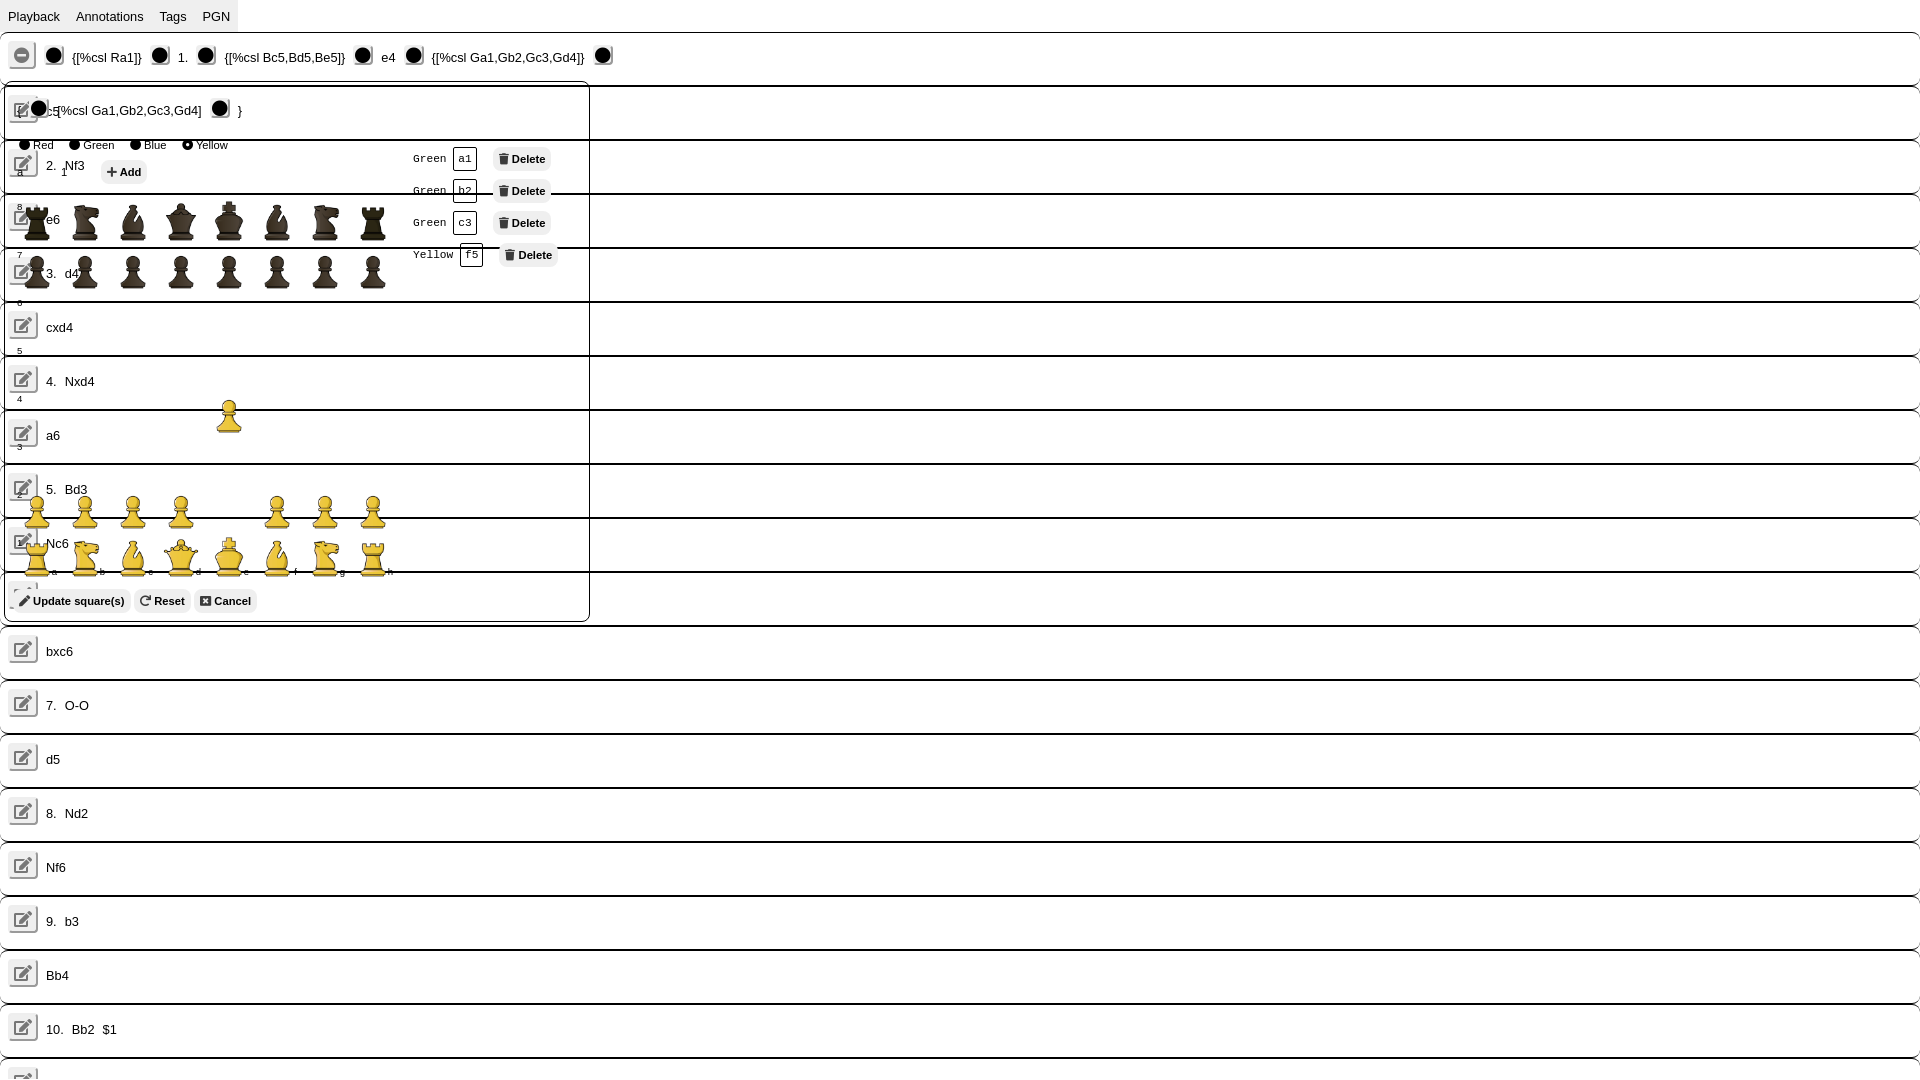 Playback Annotations Tags PGN
{[%csl Ra1]} 1. {[%csl Bc5,Bd5,Be5]} e4 {[%csl Ga1,Gb2,Gc3,Gd4]}
{ [%csl Ga1,Gb2,Gc3,Gd4] }
c5
Red Green Blue Yellow
Green a1 Delete
2. Nf3
a 1 Add
Green b2 Delete
8
e6
Green c3 Delete
7
Yellow f5 Delete
3. d4
6
cxd4
5
4. Nxd4
4
a6
3
5. Bd3
2
1
Nc6
a b c d e f g h
Update square(s) Reset Cancel
bxc6
7. O-O
d5
8. Nd2
Nf6
9. b3
Bb4
10. Bb2 $1